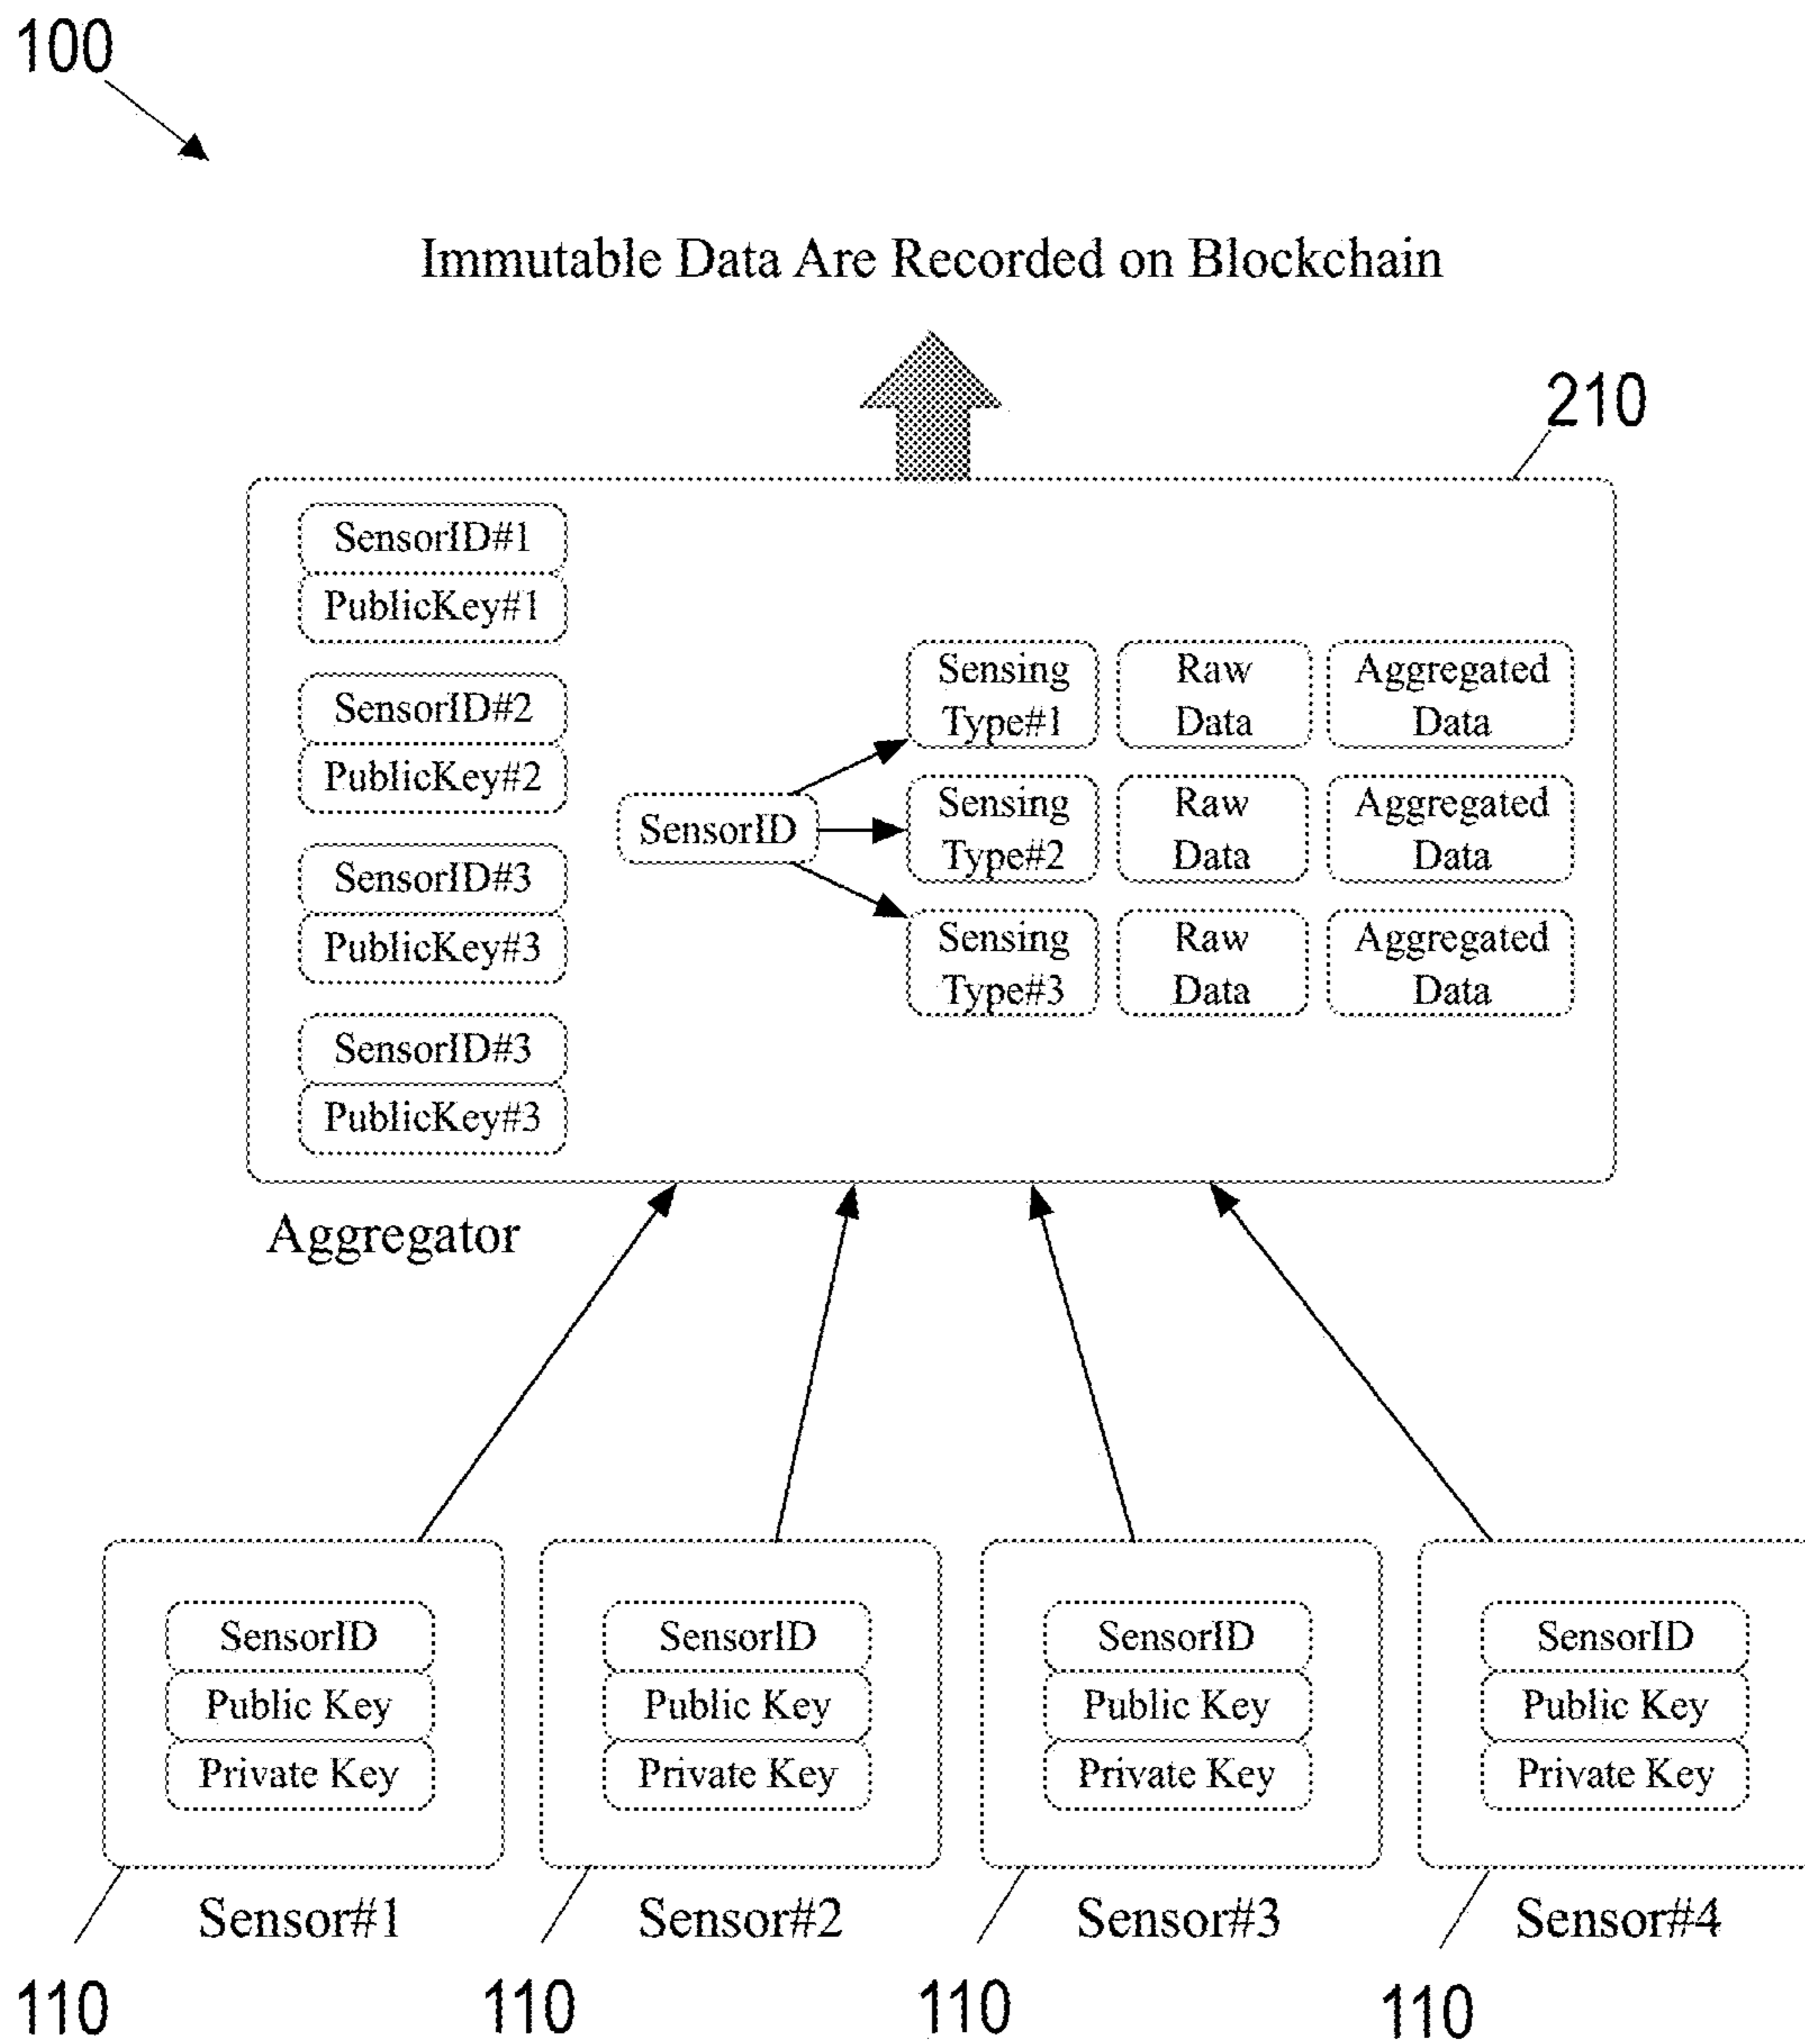 100
Immutable Data Are Recorded on Blockchain
210
SensorID#1
PublicKey#1
SensorID#2
PublicKey#2
SensorID#3
PublicKey#3
SensorID#3
PublicKey#3
SensorID
Sensing
Type#1
Raw
Data
Aggregated
Data
Sensing
Type#2
Raw
Data
Aggregated
Data
Sensing
Type#3
Raw
Data
Aggregated
Data
Aggregator
SensorID
Public Key
Private Key
Sensor#1
110
SensorID
Public Key
Private Key
Sensor#2
110
SensorID
Public Key
Private Key
Sensor#3
110
SensorID
Public Key
Private Key
Sensor#4
110